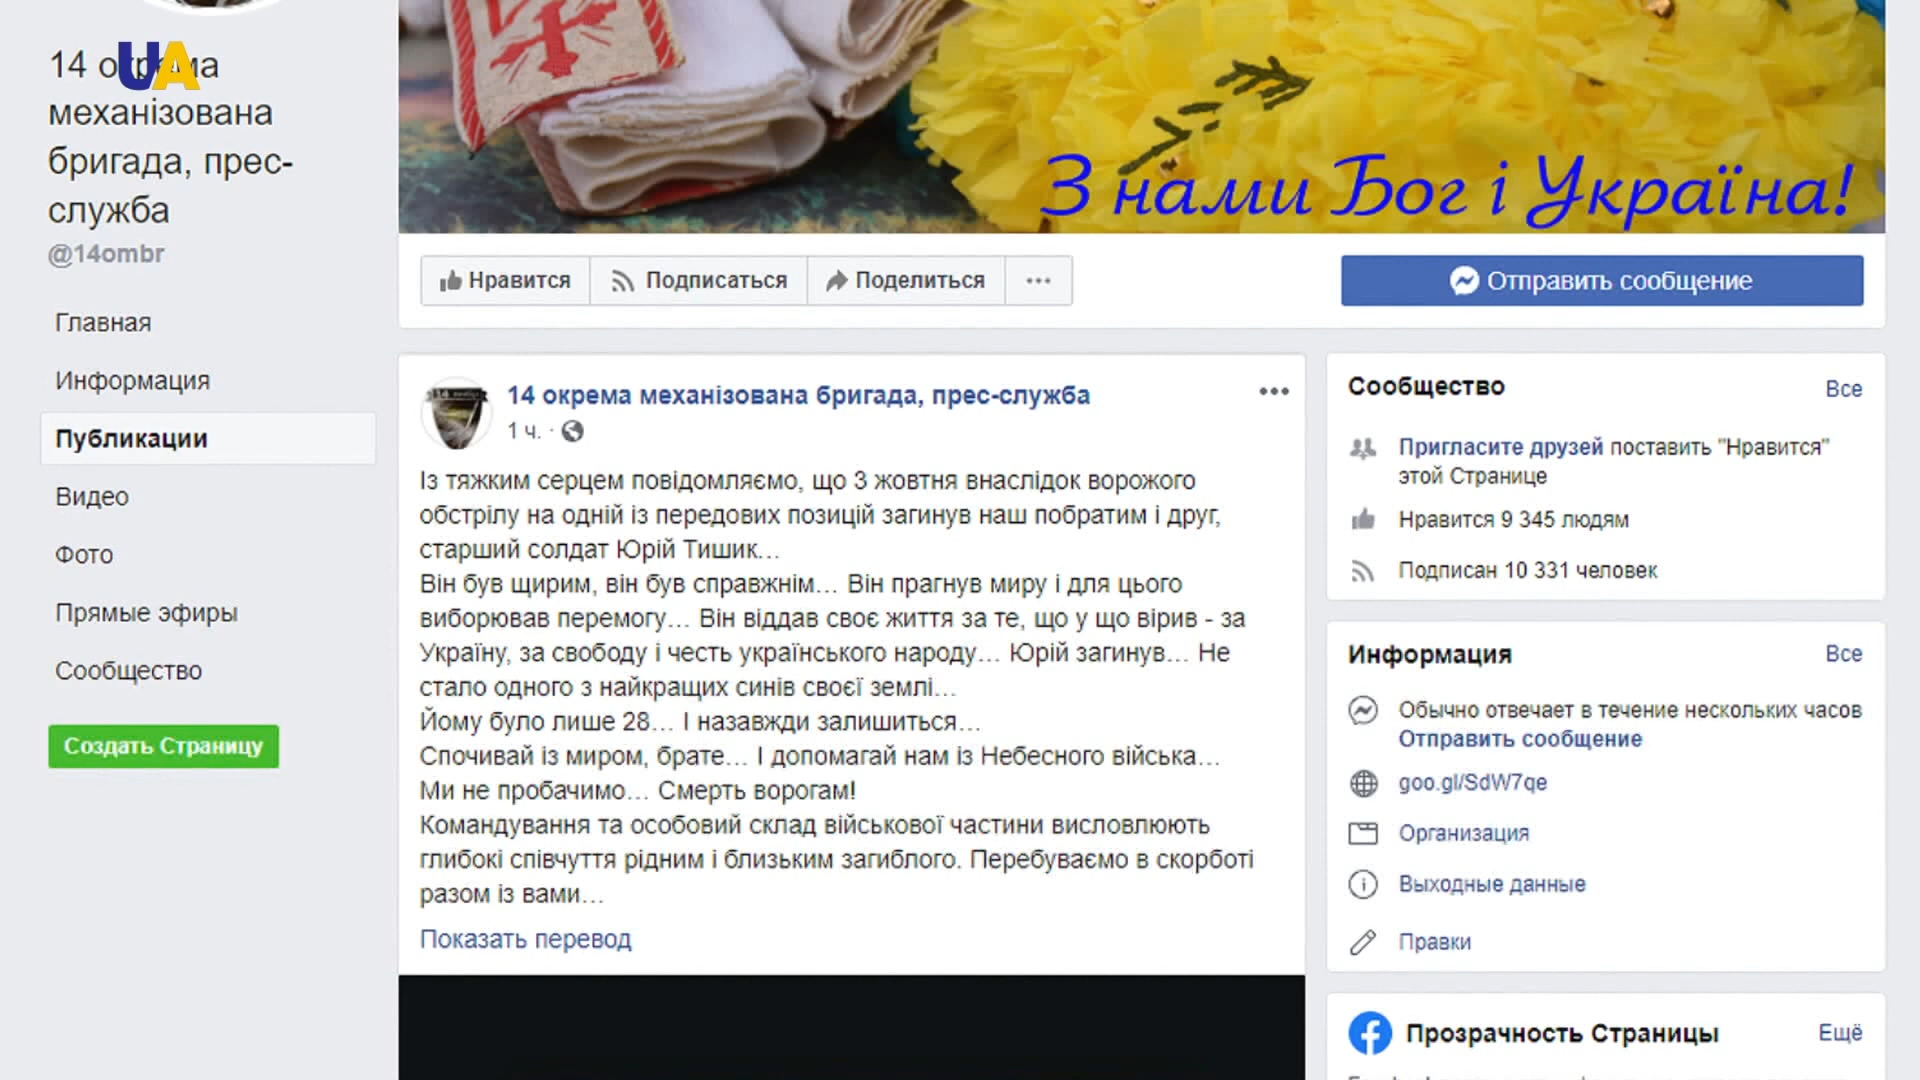 14 окрема
UA
механізована
бригада, прес-
служба
@14ombr
Главная
Информация
Публикации
Видео
Фото
Прямые эфиры
Сообщество
Создать Страницу
З нами Бог і Україна!
Нравится
Подписаться
Поделиться
Отправить сообщение
14 окрема механізована бригада, прес-служба
1 ч. ·
Із тяжким серцем повідомляємо, що 3 жовтня внаслідок ворожого
обстрілу на одній із передових позицій загинув наш побратим і друг,
старший солдат Юрій Тишик…
Він був щирим, він був справжнім… Він прагнув миру і для цього
виборював перемогу… Він віддав своє життя за те, що у що вірив - за
Україну, за свободу і честь українського народу… Юрій загинув… Не
стало одного з найкращих синів своєї землі…
Йому було лише 28… І назавжди залишиться…
Спочивай із миром, брате… І допомагай нам із Небесного війська…
Ми не пробачимо… Смерть ворогам!
Командування та особовий склад військової частини висловлюють
глибокі співчуття рідним і близьким загиблого. Перебуваємо в скорботі
разом із вами…
Показать перевод
Сообщество
Все
Пригласите друзей поставить "Нравится"
этой Странице
Нравится 9 345 людям
Подписан 10 331 человек
Информация
Все
Обычно отвечает в течение нескольких часов
Отправить сообщение
goo.gl/SdW7qe
Организация
Выходные данные
Правки
Прозрачность Страницы
Ещё